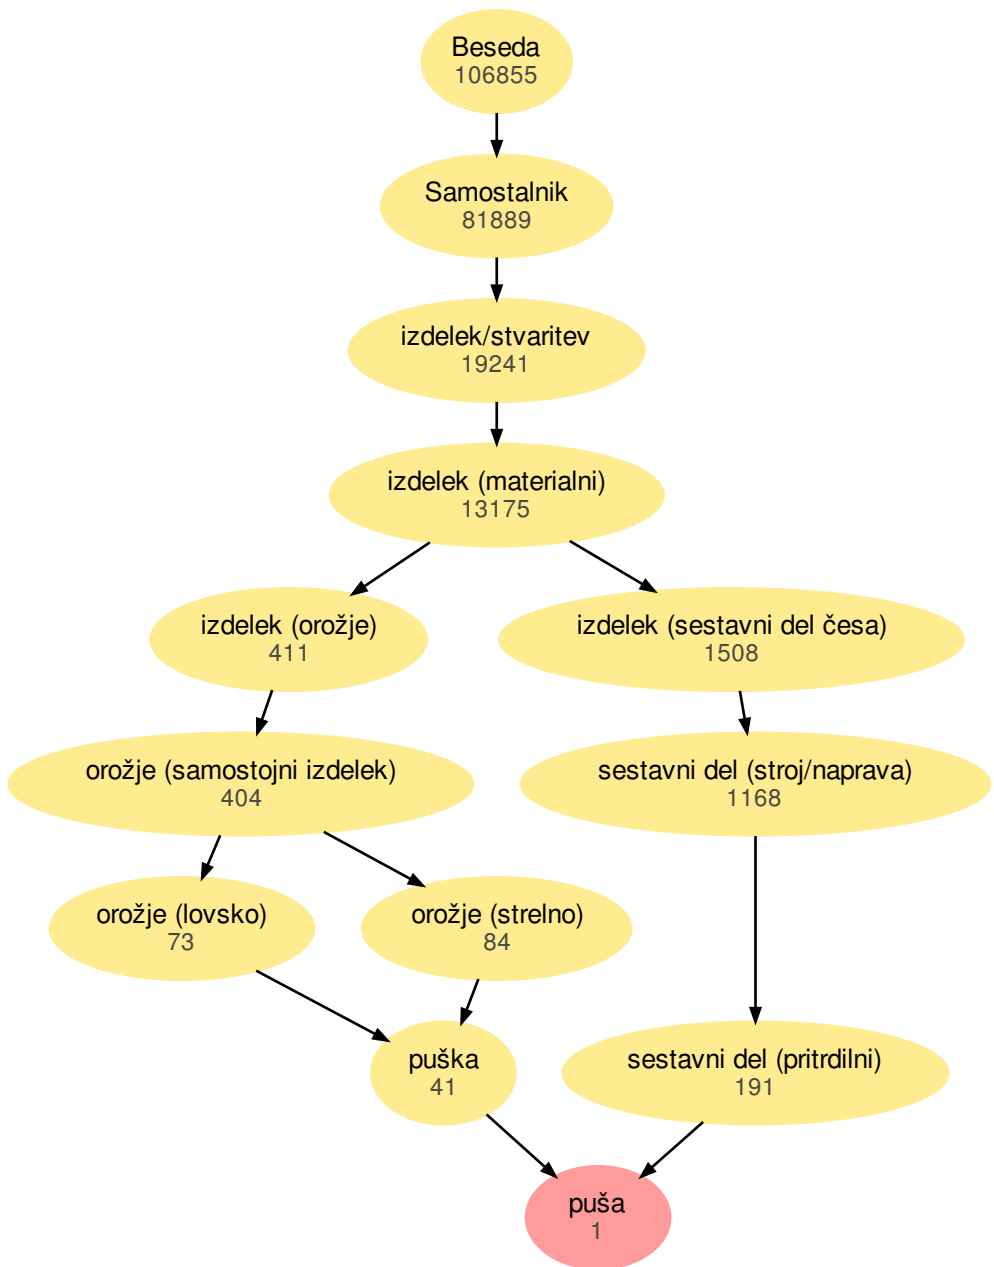 Beseda
106855
Samostalnik
81889
izdelek/stvaritev
19241
izdelek (materialni)
13175
izdelek (orožje)
411
izdelek (sestavni del česa)
1508
orožje (samostojni izdelek)
404
sestavni del (stroj/naprava)
1168
orožje (lovsko)
73
orožje (strelno)
84
puška
41
sestavni del (pritrdilni)
191
puša
1